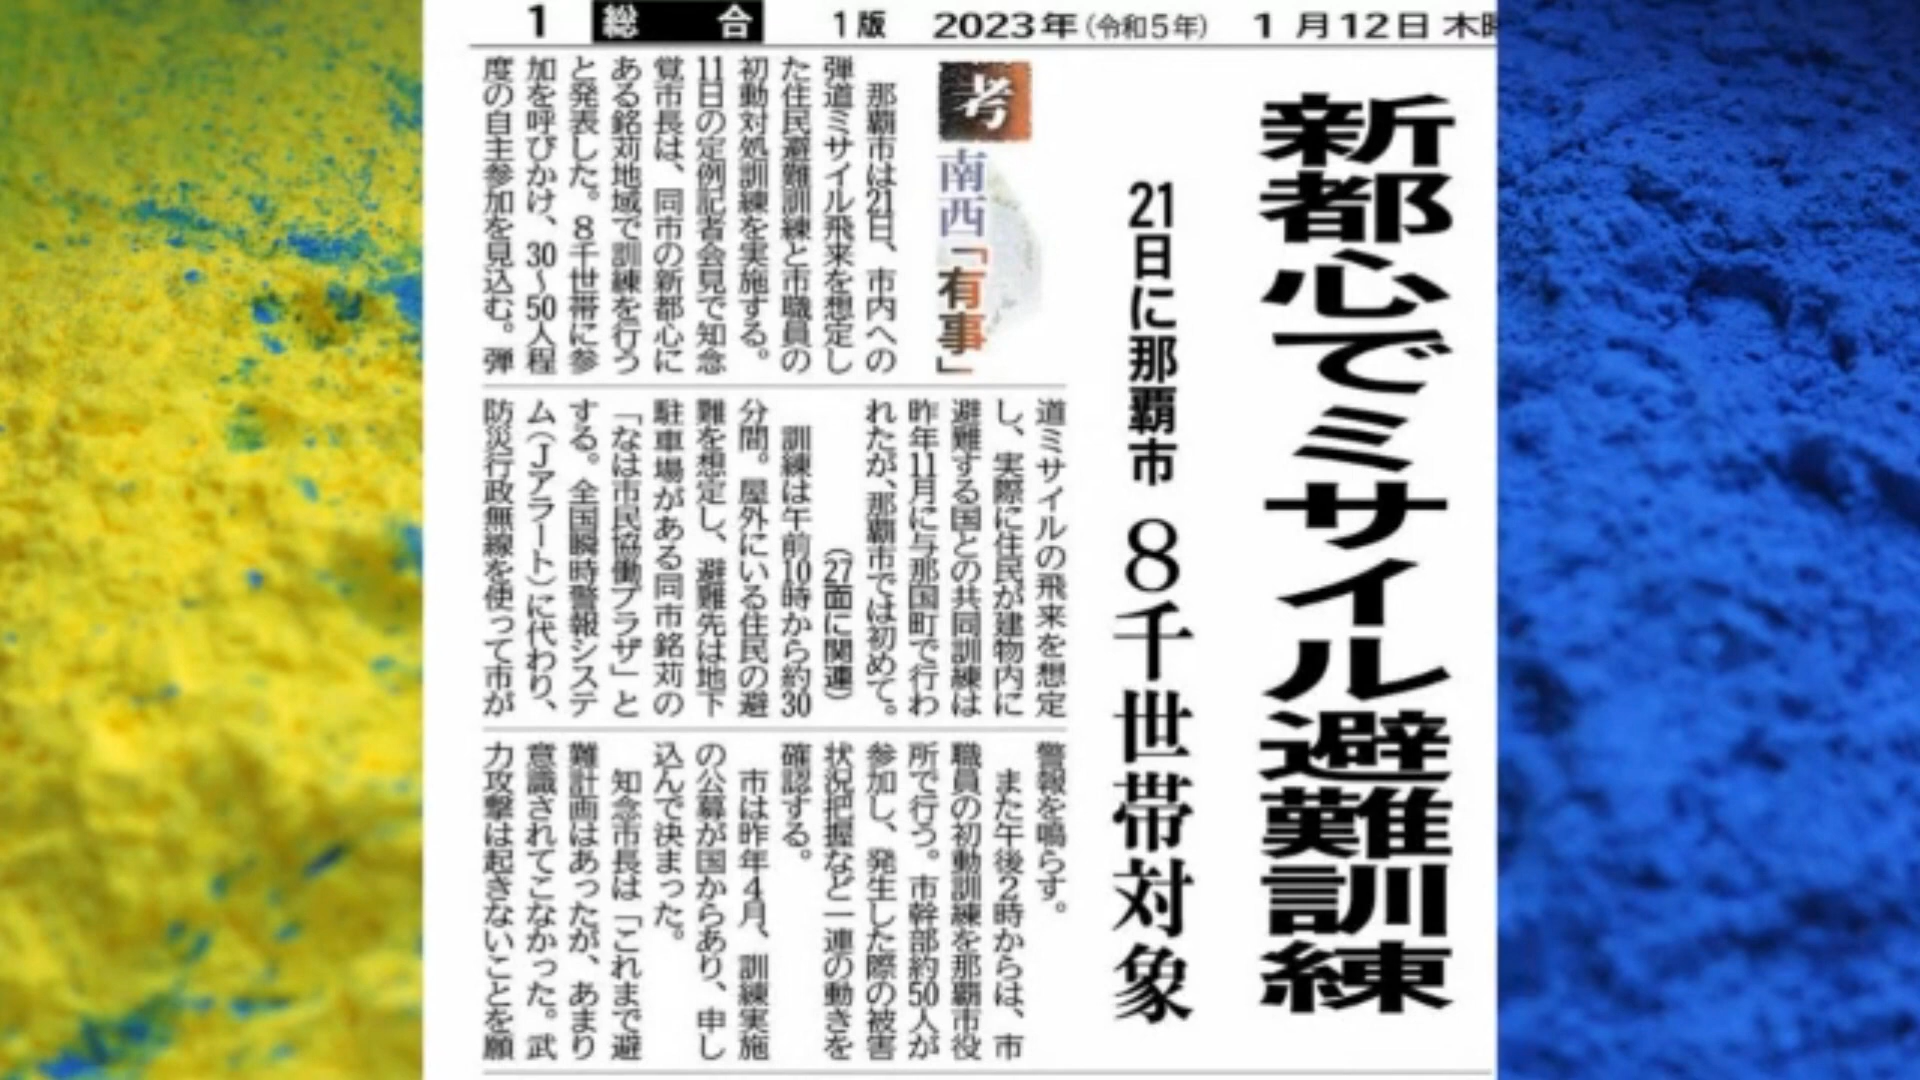 1 総合 1版 2023年(令和5年) 1月12日 木
新都心でミサイル避難訓練
21日に那覇市 8千世帯対象
考
南西「有事」
那覇市は21日、市内への
弾道ミサイル飛来を想定し
た住民避難訓練と市職員の
初動対処訓練を実施する。
11日の定例記者会見で知念
覚市長は、同市の新都心に
ある銘苅地域で訓練を行う
と発表した。8千世帯に参
加を呼びかけ、30～50人程
度の自主参加を見込む。弾
道ミサイルの飛来を想定
し、実際に住民が建物内に
避難する国との共同訓練は
昨年11月に与那国町で行わ
れたが、那覇市では初めて。
(27面に関連)
訓練は午前10時から約30
分間。屋外にいる住民の避
難を想定し、避難先は地下
駐車場がある同市銘苅の
「なは市民協働プラザ」と
する。全国瞬時警報システ
ム(Jアラート)に代わり、
防災行政無線を使って市が
警報を鳴らす。
また午後2時からは、市
職員の初動訓練を那覇市役
所で行う。市幹部約50人が
参加し、発生した際の被害
状況把握など一連の動きを
確認する。
市は昨年4月、訓練実施
の公募が国からあり、申し
込んで決まった。
知念市長は「これまで避
難計画はあったが、あまり
意識されてこなかった。武
力攻撃は起きないことを願